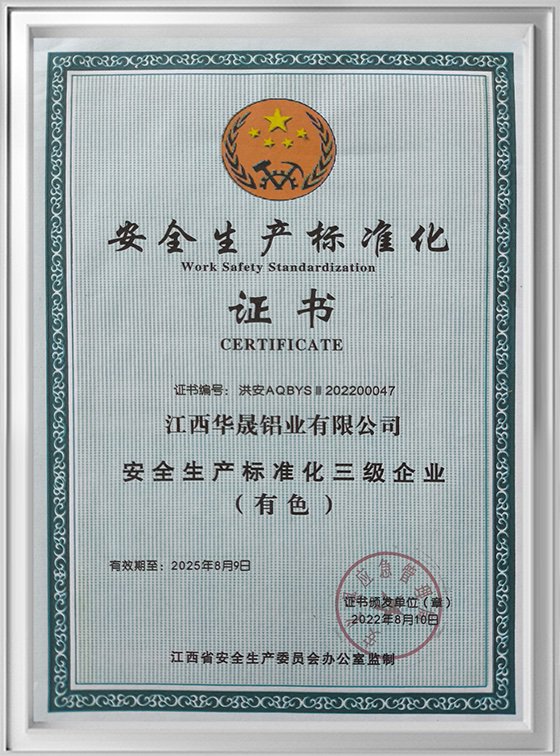 安全生产标准化
Work Safety Standardization
证书
CERTIFICATE
证书编号：洪安AQBYSⅢ202200047
江西华晟铝业有限公司
安全生产标准化三级企业
（有色）
有效期至：2025年8月9日
应急管理
证书颁发单位（章）
2022年8月10日
江西省安全生产委员会办公室监制